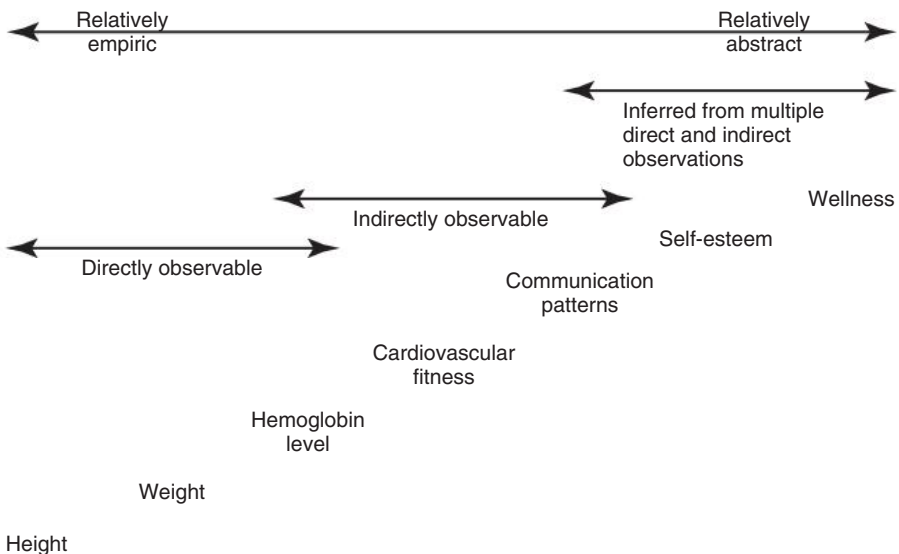 Relatively
empiric
Relatively
abstract
Inferred from multiple
direct and indirect
observations
Wellness
Indirectly observable
Self-esteem
Directly observable
Communication
patterns
Cardiovascular
fitness
Hemoglobin
level
Weight
Height